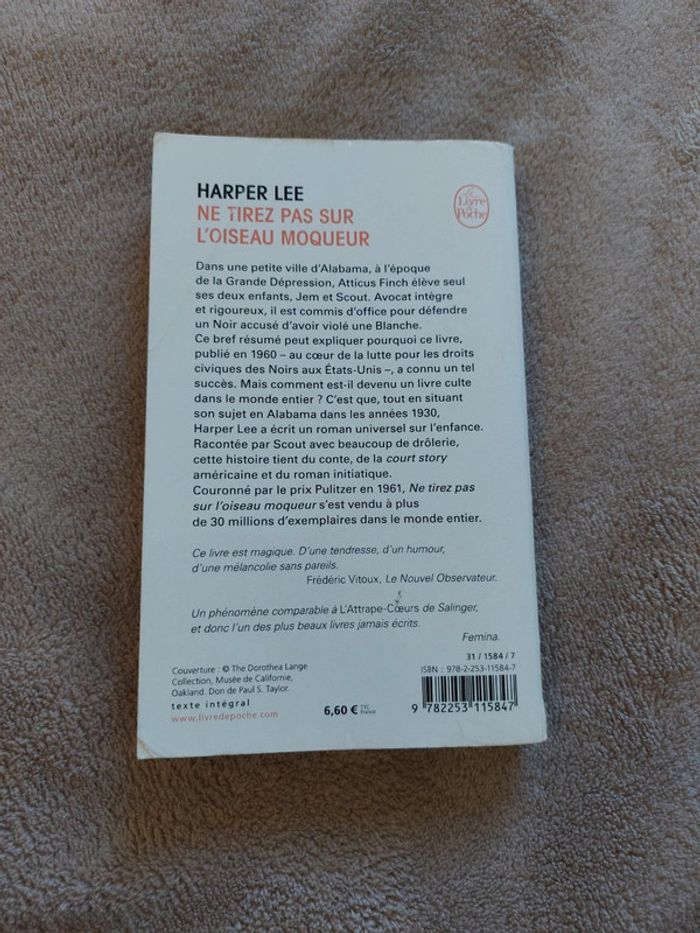 HARPER LEE
NE TIREZ PAS SUR
L'OISEAU MOQUEUR
Le
Livre
de
Poche
Dans une petite ville d'Alabama, à l'époque
de la Grande Dépression, Atticus Finch élève seul
ses deux enfants, Jem et Scout. Avocat intègre
et rigoureux, il est commis d'office pour défendre
un Noir accusé d'avoir violé une Blanche.
Ce bref résumé peut expliquer pourquoi ce livre,
publié en 1960 – au cœur de la lutte pour les droits
civiques des Noirs aux États-Unis –, a connu un tel
succès. Mais comment est-il devenu un livre culte
dans le monde entier ? C'est que, tout en situant
son sujet en Alabama dans les années 1930,
Harper Lee a écrit un roman universel sur l'enfance.
Racontée par Scout avec beaucoup de drôlerie,
cette histoire tient du conte, de la court story
américaine et du roman initiatique.
Couronné par le prix Pulitzer en 1961, Ne tirez pas
sur l'oiseau moqueur s'est vendu à plus
de 30 millions d'exemplaires dans le monde entier.
Ce livre est magique. D'une tendresse, d'un humour,
d'une mélancolie sans pareils.
Frédéric Vitoux, Le Nouvel Observateur.
Un phénomène comparable à L'Attrape-Cœurs de Salinger,
et donc l'un des plus beaux livres jamais écrits.
Femina.
Couverture : © The Dorothea Lange
Collection, Musée de Californie,
Oakland. Don de Paul S. Taylor.
texte intégral
www.livredepoche.com
6,60 € TTC
France
31 / 1584 / 7
ISBN : 978-2-253-11584-7
9 782253 115847